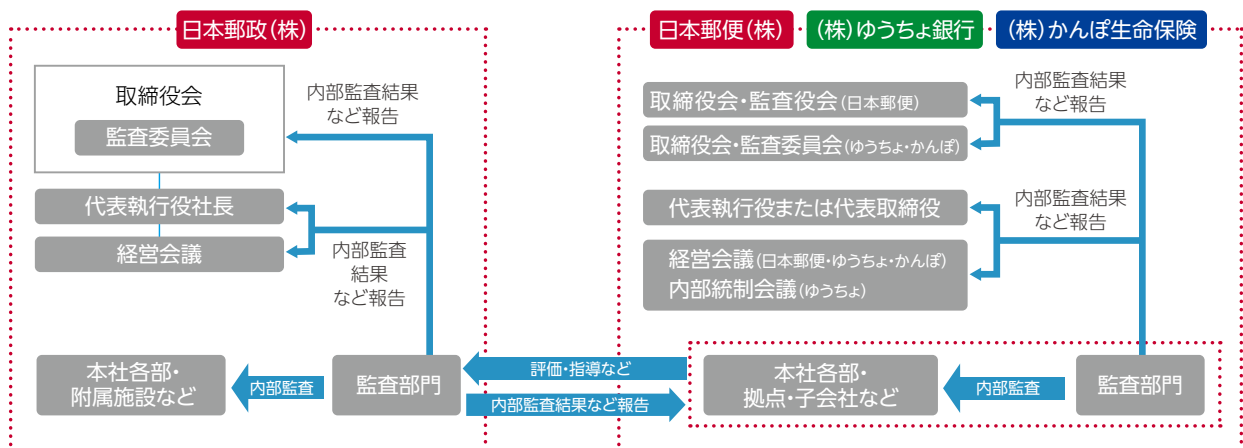 日本郵政(株)
取締役会
監査委員会
内部監査結果
など報告
代表執行役社長
経営会議
内部監査
結果
など報告
本社各部・
附属施設など
内部監査
監査部門
評価・指導など
内部監査結果など報告
日本郵便(株)
(株)ゆうちょ銀行
(株)かんぽ生命保険
取締役会・監査役会(日本郵便)
取締役会・監査委員会(ゆうちょ・かんぽ)
内部監査結果
など報告
代表執行役または代表取締役
経営会議(日本郵便・ゆうちょ・かんぽ)
内部統制会議(ゆうちょ)
内部監査結果
など報告
本社各部・
拠点・子会社など
内部監査
監査部門